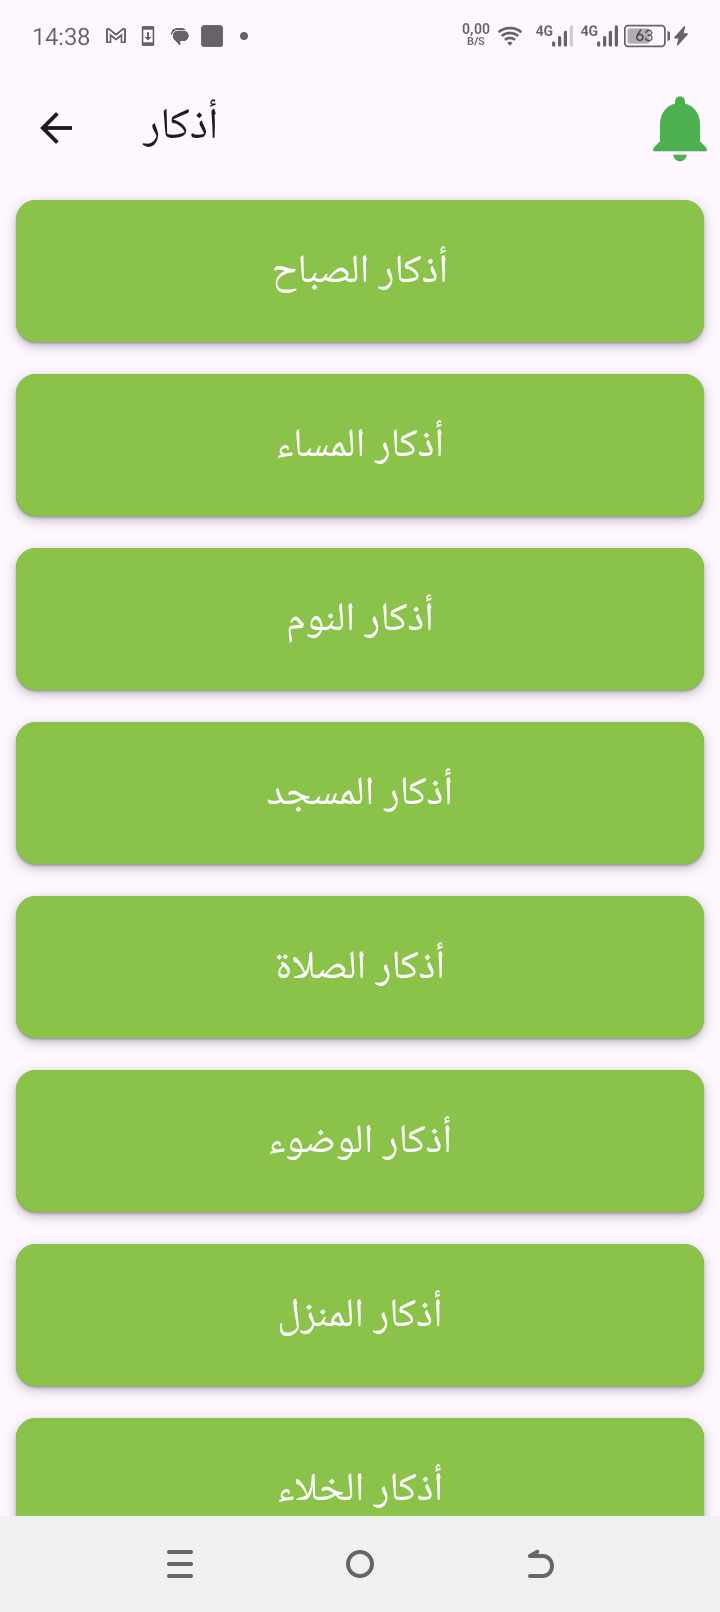 14:38
0,00
B/S
4G
4G
63
أذكار
أذكار الصباح
أذكار المساء
أذكار النوم
أذكار المسجد
أذكار الصلاة
أذكار الوضوء
أذكار المنزل
أذكار الخلاء